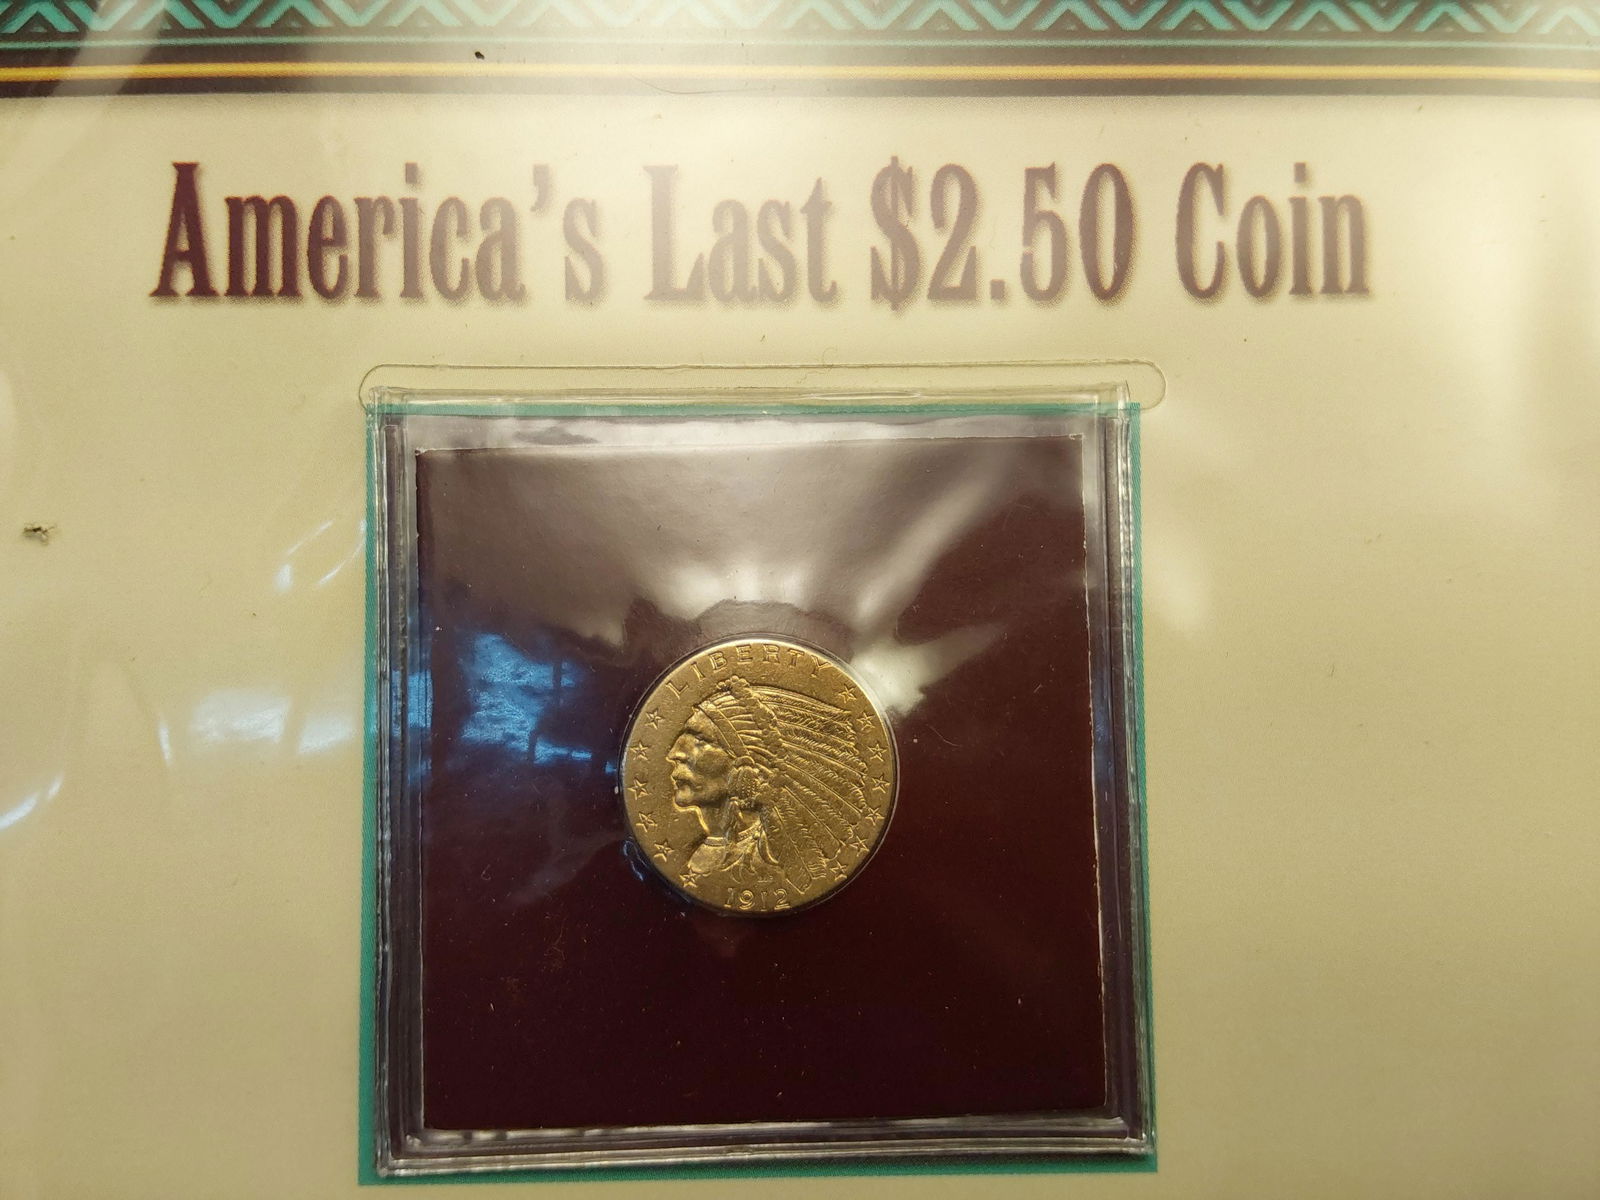 America's Last $2.50 Coin
LIBERTY
1912